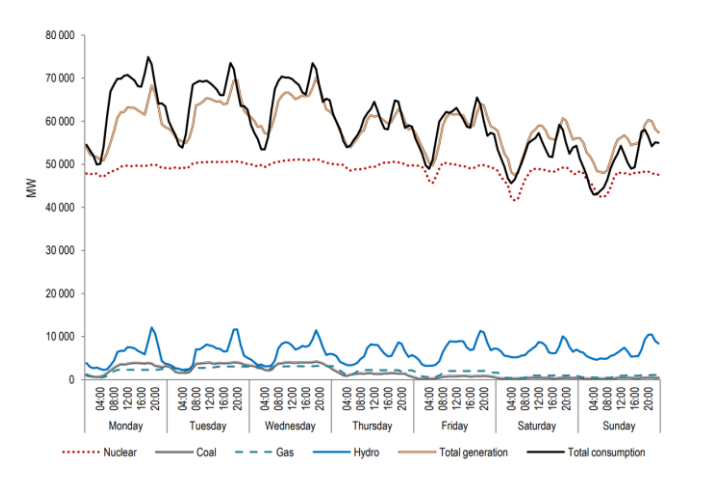 80 000
70 000
60 000
50 000
40 000
30 000
20 000
10 000
0
MW
04:00 08:00 12:00 16:00 20:00 04:00 08:00 12:00 16:00 20:00 04:00 08:00 12:00 16:00 20:00 04:00 08:00 12:00 16:00 20:00 04:00 08:00 12:00 16:00 20:00 04:00 08:00 12:00 16:00 20:00 04:00 08:00 12:00 16:00 20:00
Monday Tuesday Wednesday Thursday Friday Saturday Sunday
Nuclear Coal Gas Hydro Total generation Total consumption